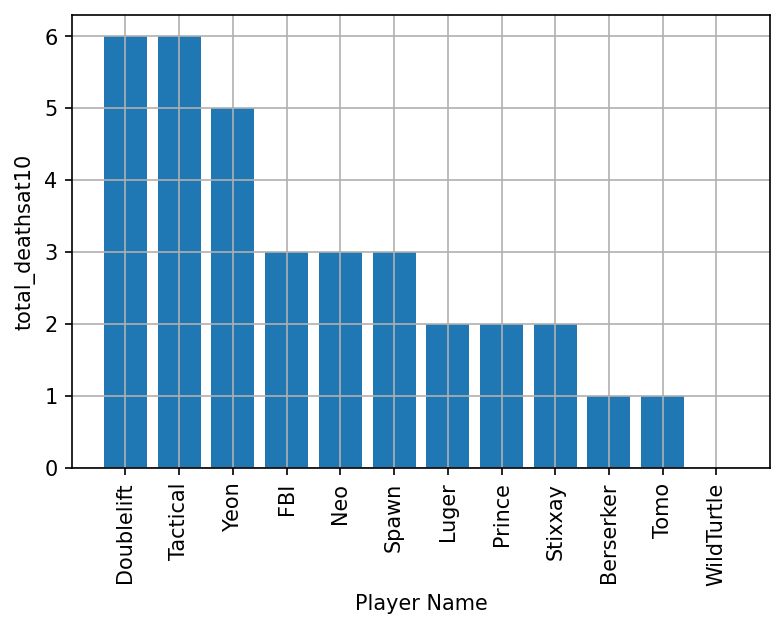 6
5
4
3
2
1
0
total_deathsat10
Doublelift
Tactical
Yeon
FBI
Neo
Spawn
Luger
Prince
Stixxay
Berserker
Tomo
WildTurtle
Player Name